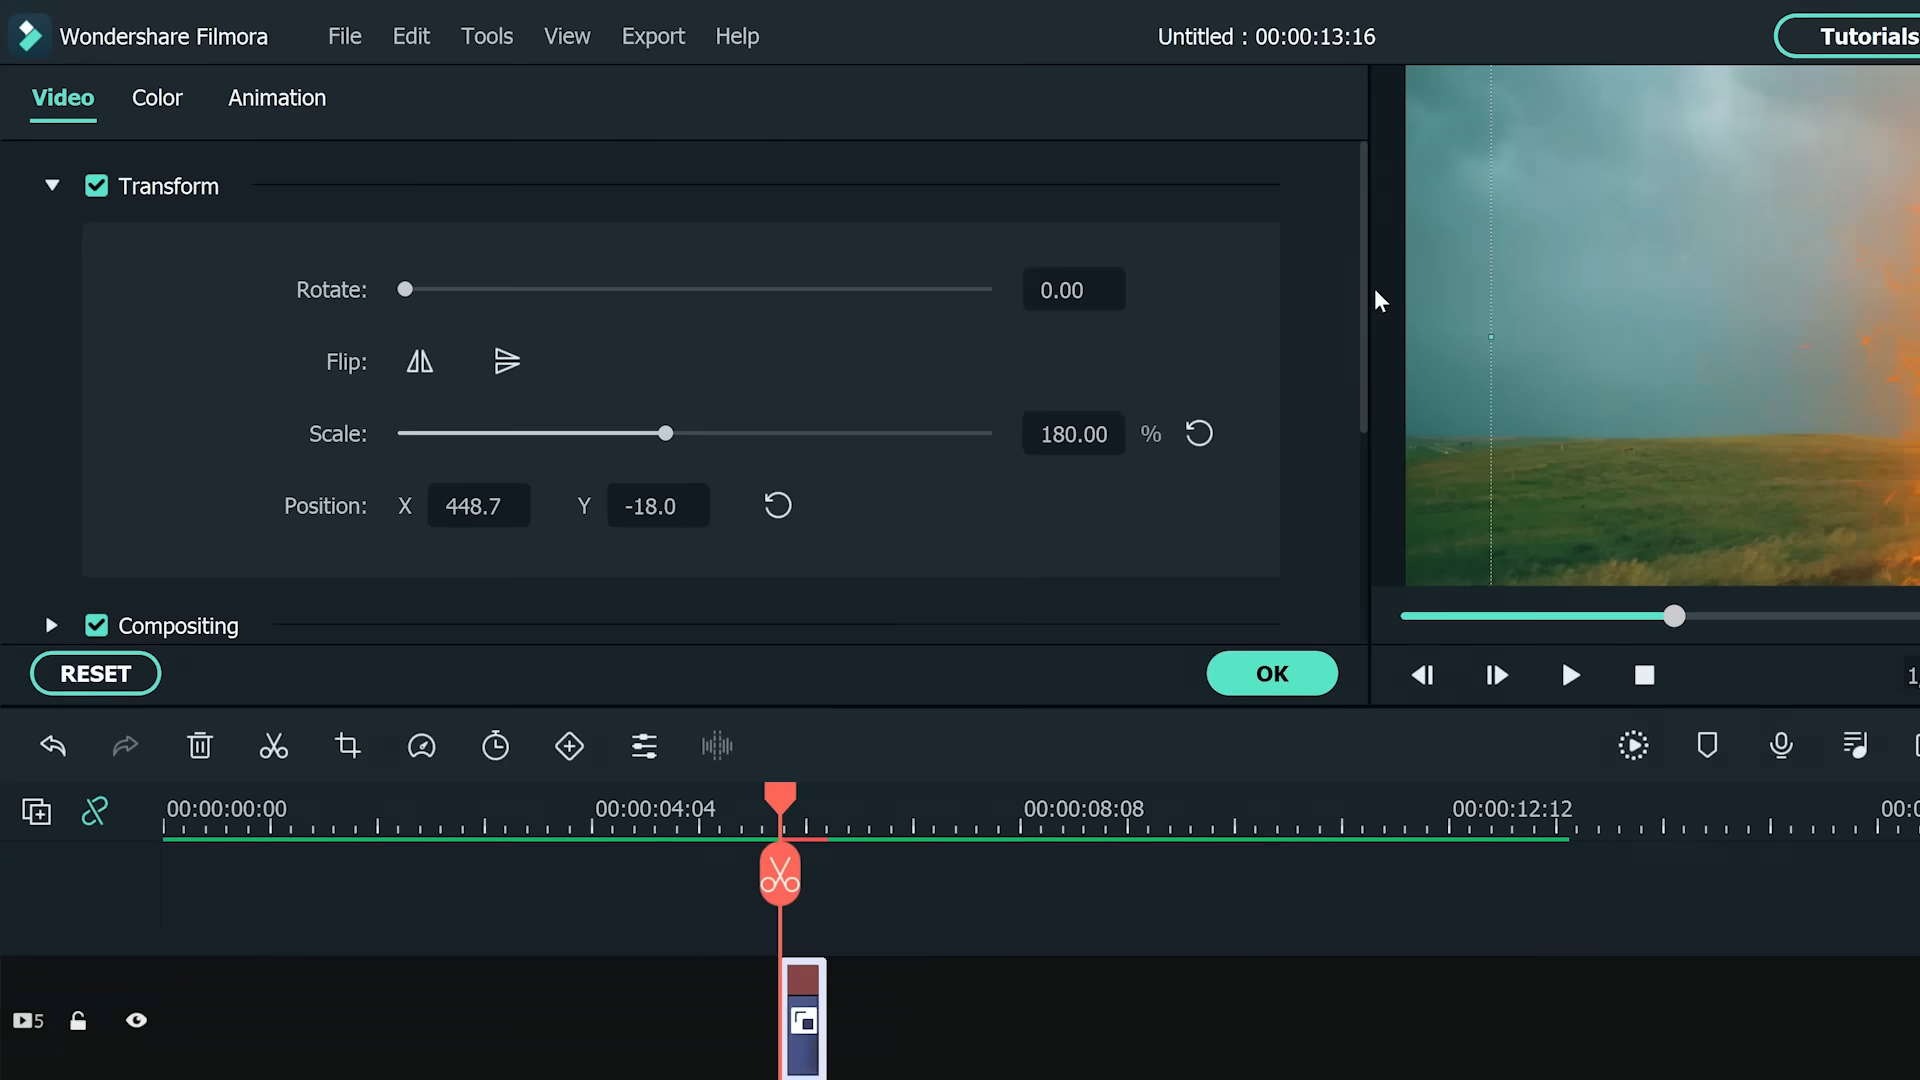 Wondershare Filmora File Edit Tools View Export Help Untitled : 00:00:13:16 Tutorials
Video Color Animation
Transform
Rotate: 0.00
Flip:
Scale: 180.00 %
Position: X 448.7 Y -18.0
Compositing
RESET OK
00:00:00:00 00:00:04:04 00:00:08:08 00:00:12:12 00:0
5